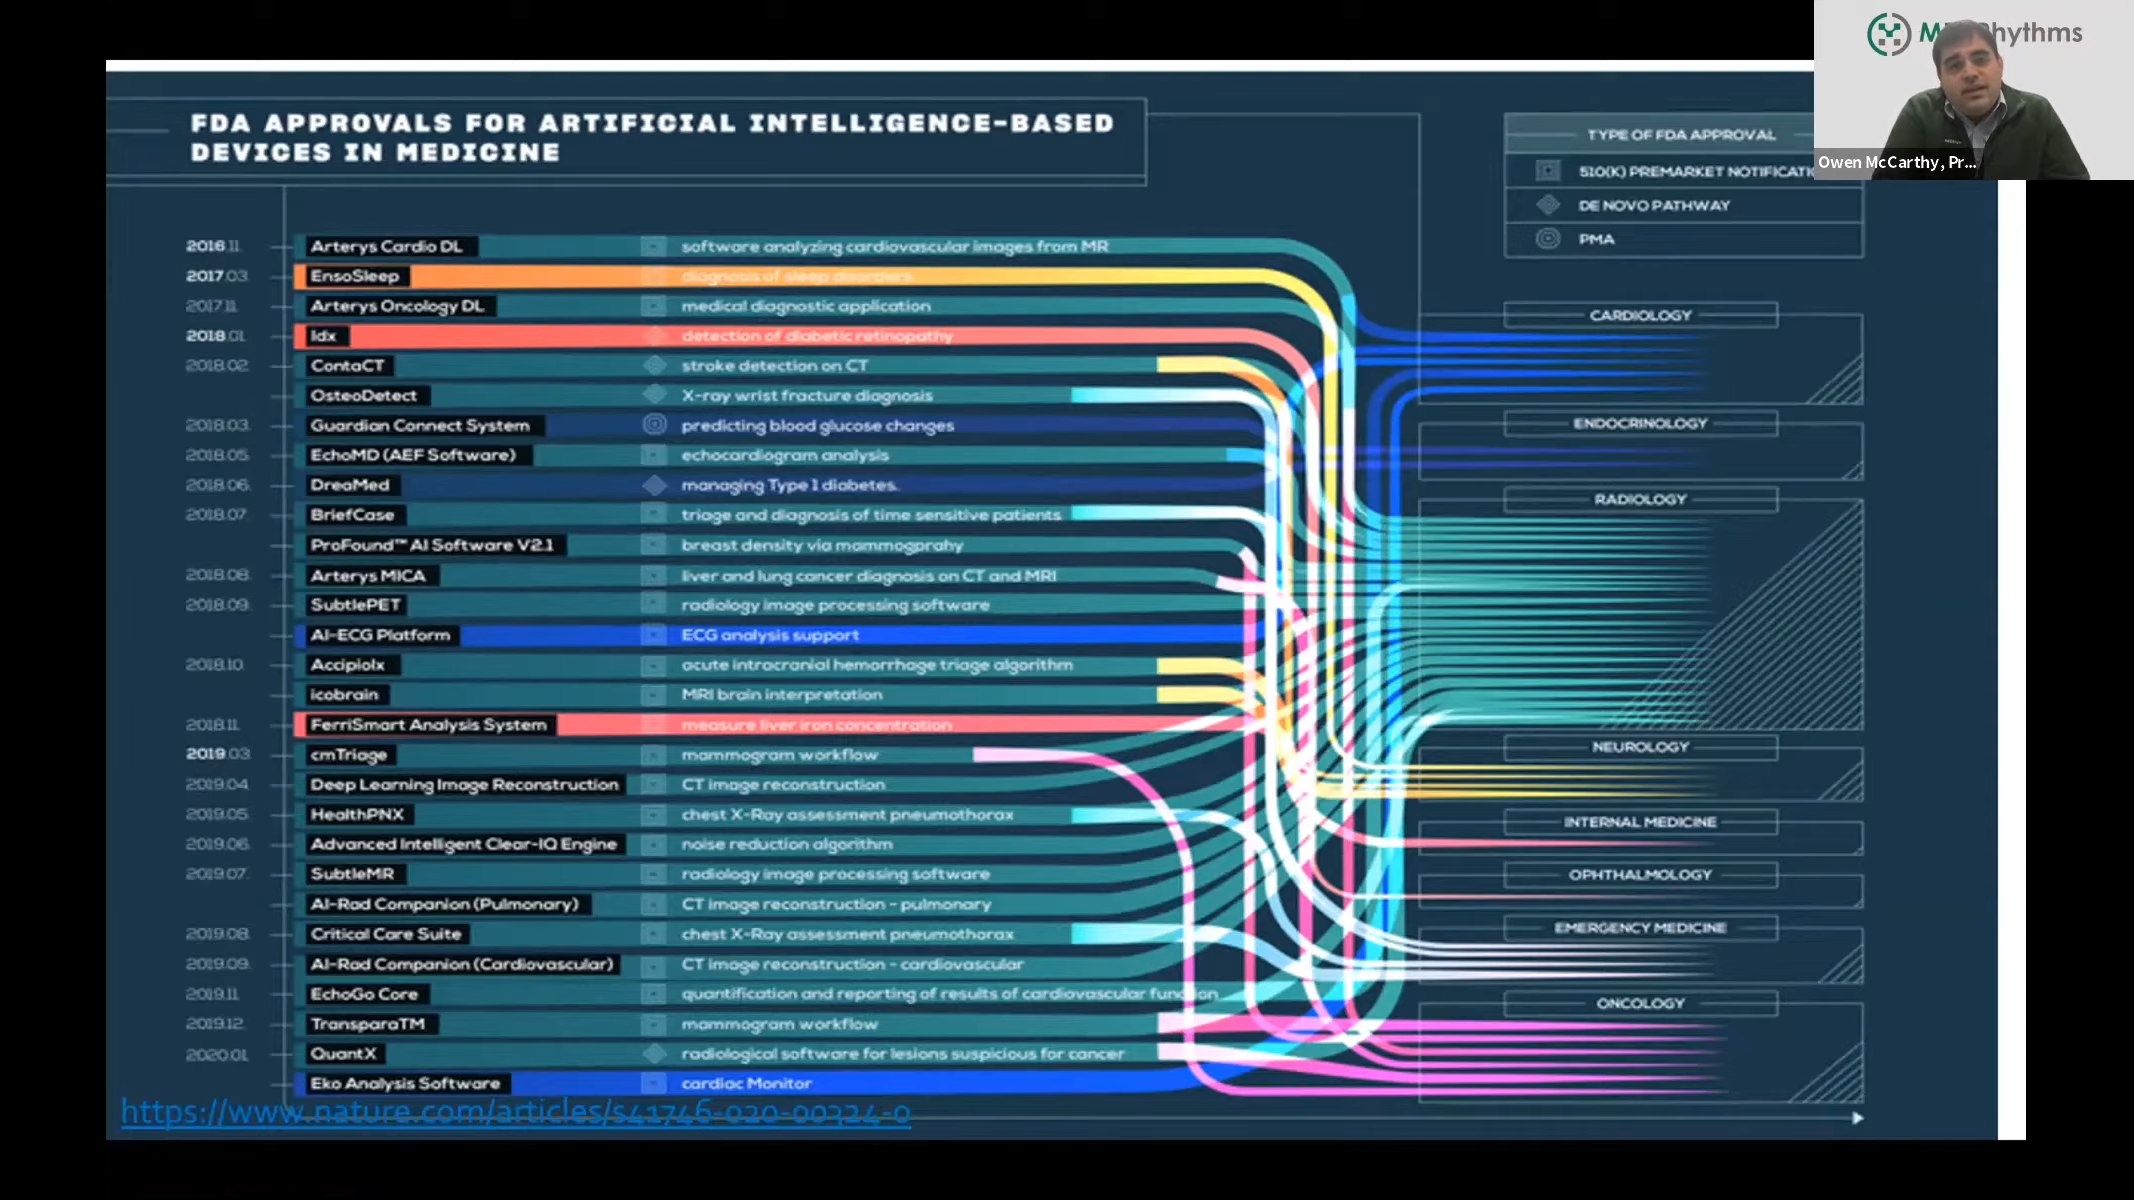 FDA APPROVALS FOR ARTIFICIAL INTELLIGENCE-BASED
DEVICES IN MEDICINE
TYPE OF FDA APPROVAL
510(K) PREMARKET NOTIFICATI
DE NOVO PATHWAY
PMA
hythms
Owen McCarthy, Pr...
2016.11. Arterys Cardio DL software analyzing cardiovascular images from MR
2017.03. EnsoSleep diagnosis of sleep disorders
2017.11. Arterys Oncology DL medical diagnostic application
2018.01. Idx detection of diabetic retinopathy
2018.02. ContaCT stroke detection on CT
OsteoDetect X-ray wrist fracture diagnosis
2018.03. Guardian Connect System predicting blood glucose changes
2018.05. EchoMD (AEF Software) echocardiogram analysis
2018.06. DreaMed managing Type 1 diabetes.
2018.07. BriefCase triage and diagnosis of time sensitive patients
ProFound™ AI Software V2.1 breast density via mammogprahy
2018.08. Arterys MICA liver and lung cancer diagnosis on CT and MRI
2018.09. SubtlePET radiology image processing software
AI-ECG Platform ECG analysis support
2018.10. Accipiolx acute intracranial hemorrhage triage algorithm
icobrain MRI brain interpretation
2018.11. FerriSmart Analysis System measure liver iron concentration
2019.03. cmTriage mammogram workflow
2019.04. Deep Learning Image Reconstruction CT image reconstruction
2019.05. HealthPNX chest X-Ray assessment pneumothorax
2019.06. Advanced Intelligent Clear-IQ Engine noise reduction algorithm
2019.07. SubtleMR radiology image processing software
AI-Rad Companion (Pulmonary) CT image reconstruction - pulmonary
2019.08. Critical Care Suite chest X-Ray assessment pneumothorax
2019.09. AI-Rad Companion (Cardiovascular) CT image reconstruction - cardiovascular
2019.11. EchoGo Core quantification and reporting of results of cardiovascular function
2019.12. TransparaTM mammogram workflow
2020.01. QuantX radiological software for lesions suspicious for cancer
Eko Analysis Software cardiac Monitor
CARDIOLOGY
ENDOCRINOLOGY
RADIOLOGY
NEUROLOGY
INTERNAL MEDICINE
OPHTHALMOLOGY
EMERGENCY MEDICINE
ONCOLOGY
https://www.nature.com/articles/s41746-020-00324-0